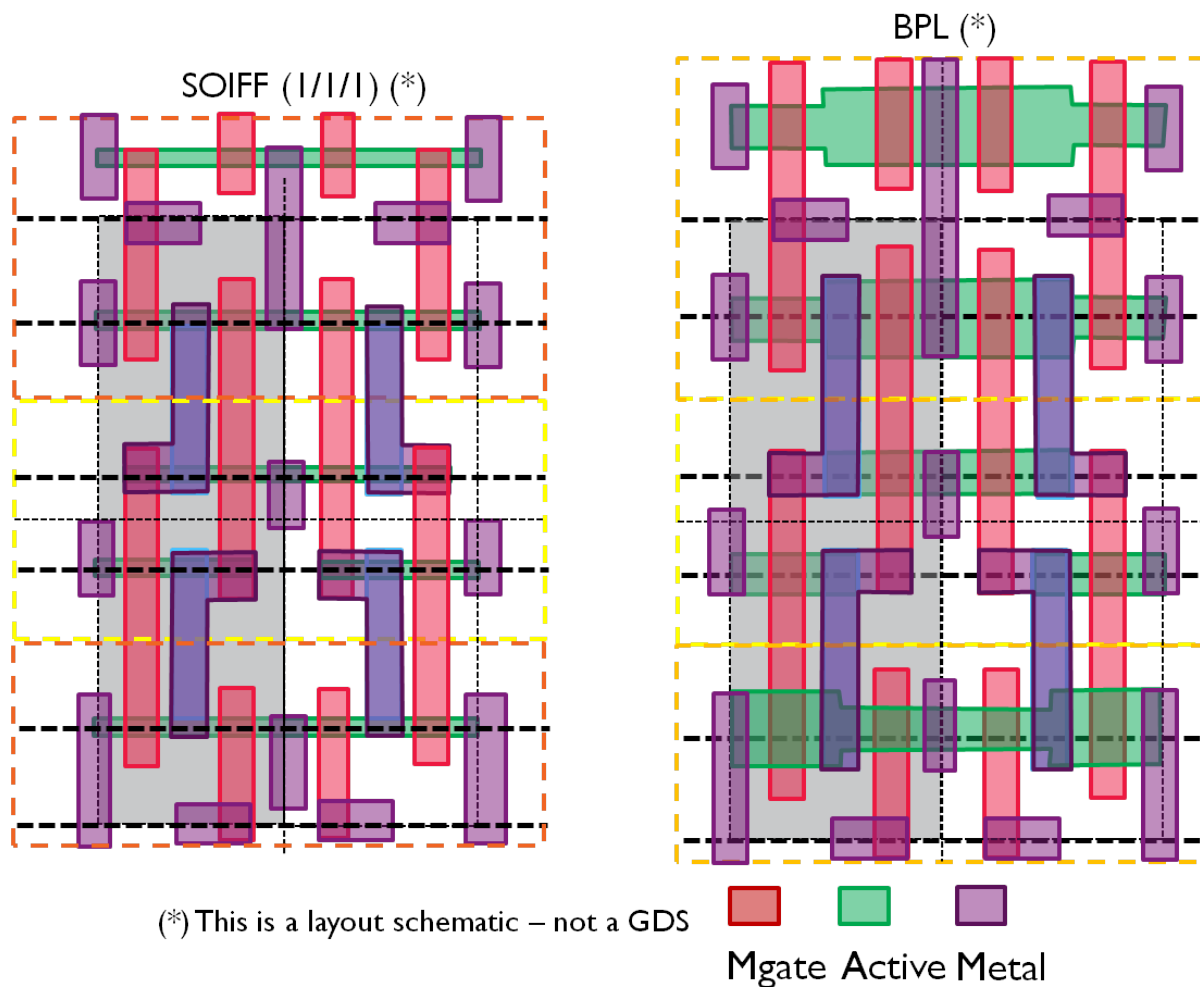 BPL (*)
SOIFF (1/1/1) (*)
(*) This is a layout schematic – not a GDS
Mgate Active Metal